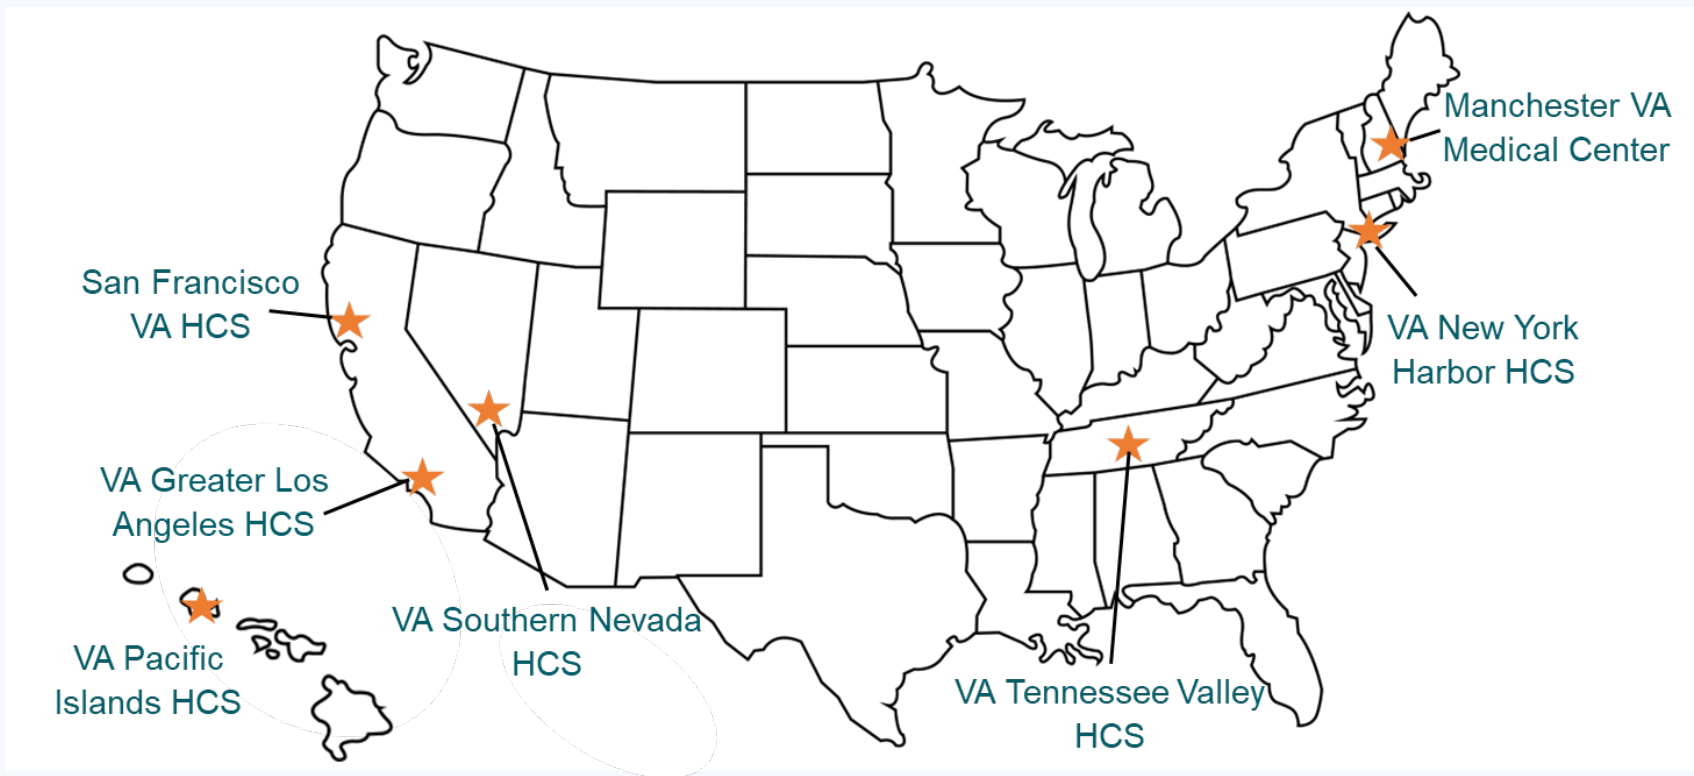 Manchester VA
Medical Center
San Francisco
VA HCS
VA New York
Harbor HCS
VA Greater Los
Angeles HCS
VA Southern Nevada
HCS
VA Pacific
Islands HCS
VA Tennessee Valley
HCS